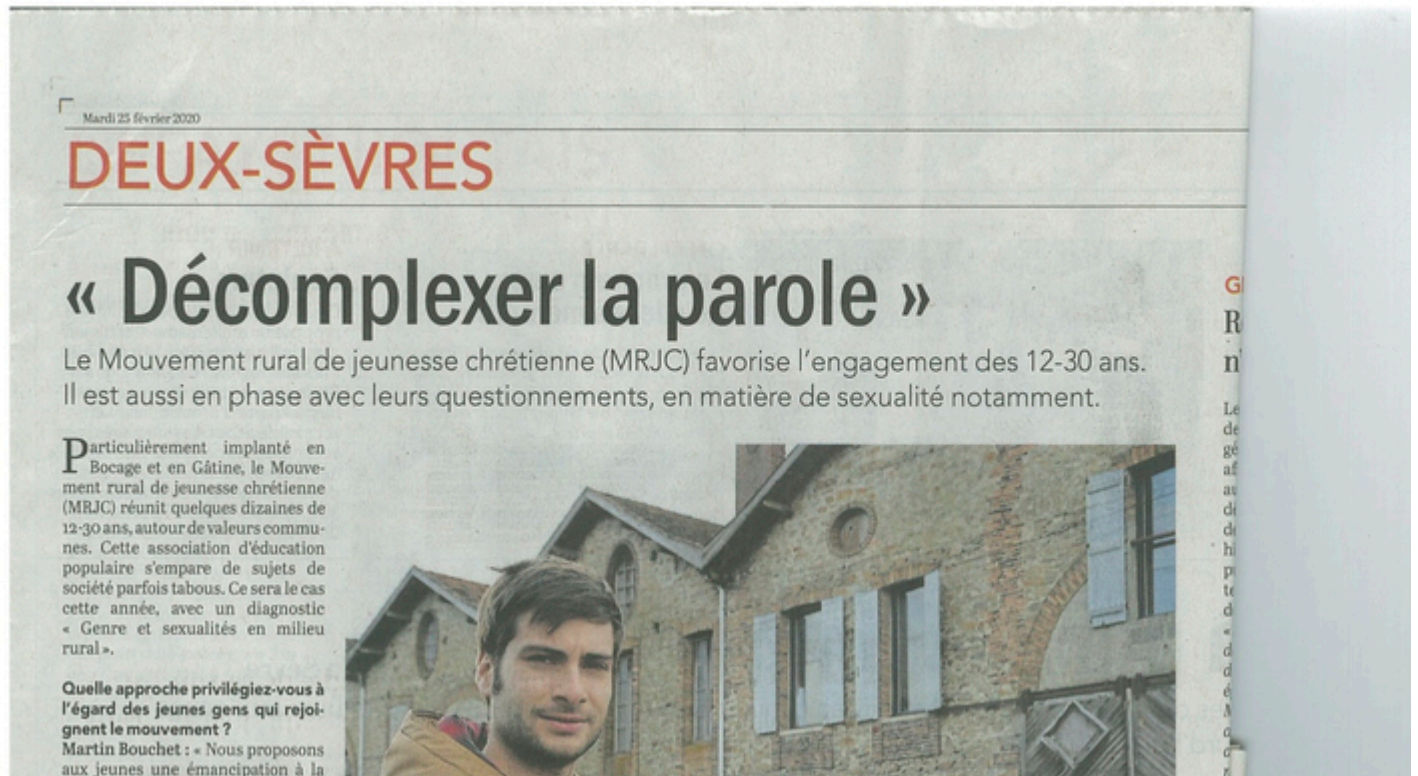 Mardi 25 février 2020
DEUX-SÈVRES
« Décomplexer la parole »
Le Mouvement rural de jeunesse chrétienne (MRJC) favorise l'engagement des 12-30 ans.
Il est aussi en phase avec leurs questionnements, en matière de sexualité notamment.
Particulièrement implanté en
Bocage et en Gâtine, le Mouve-
ment rural de jeunesse chrétienne
(MRJC) réunit quelques dizaines de
12-30 ans, autour de valeurs commu-
nes. Cette association d'éducation
populaire s'empare de sujets de
société parfois tabous. Ce sera le cas
cette année, avec un diagnostic
« Genre et sexualités en milieu
rural ».
Quelle approche privilégiez-vous à
l'égard des jeunes gens qui rejoi-
gnent le mouvement ?
Martin Bouchet : « Nous proposons
aux jeunes une émancipation à la